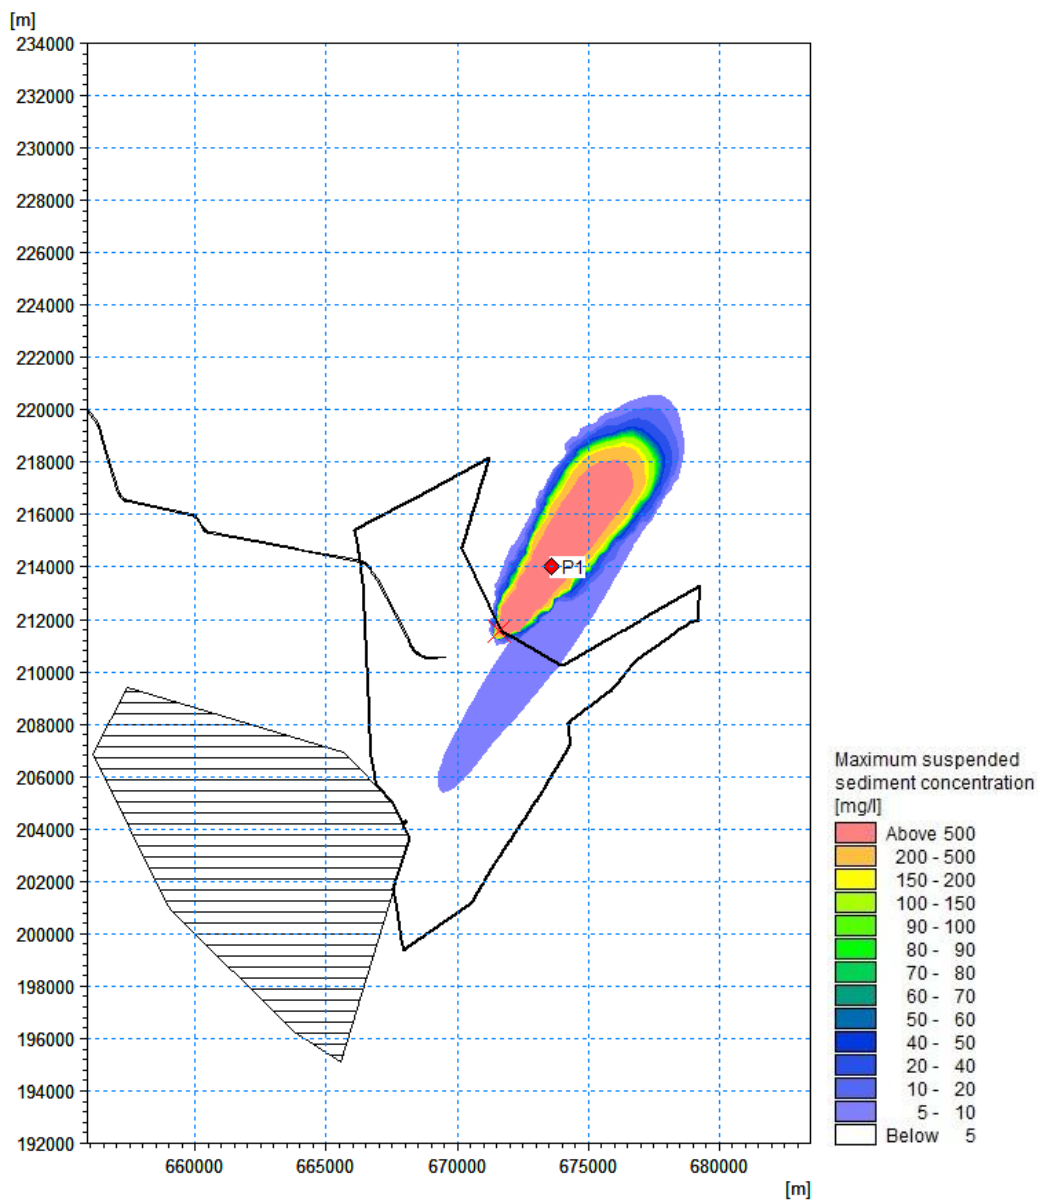 [m]
234000
232000
230000
228000
226000
224000
222000
220000
218000
216000
214000
212000
210000
208000
206000
204000
202000
200000
198000
196000
194000
192000
P1
660000 665000 670000 675000 680000
[m]
Maximum suspended
sediment concentration
[mg/l]
Above 500
200 - 500
150 - 200
100 - 150
90 - 100
80 - 90
70 - 80
60 - 70
50 - 60
40 - 50
20 - 40
10 - 20
5 - 10
Below 5